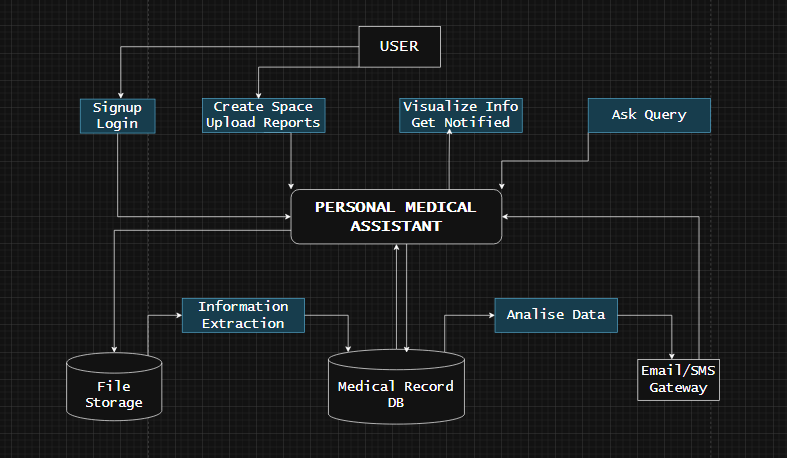 USER
Signup
Login
Create Space
Upload Reports
Visualize Info
Get Notified
Ask Query
PERSONAL MEDICAL
ASSISTANT
Information
Extraction
Analise Data
File
Storage
Medical Record
DB
Email/SMS
Gateway